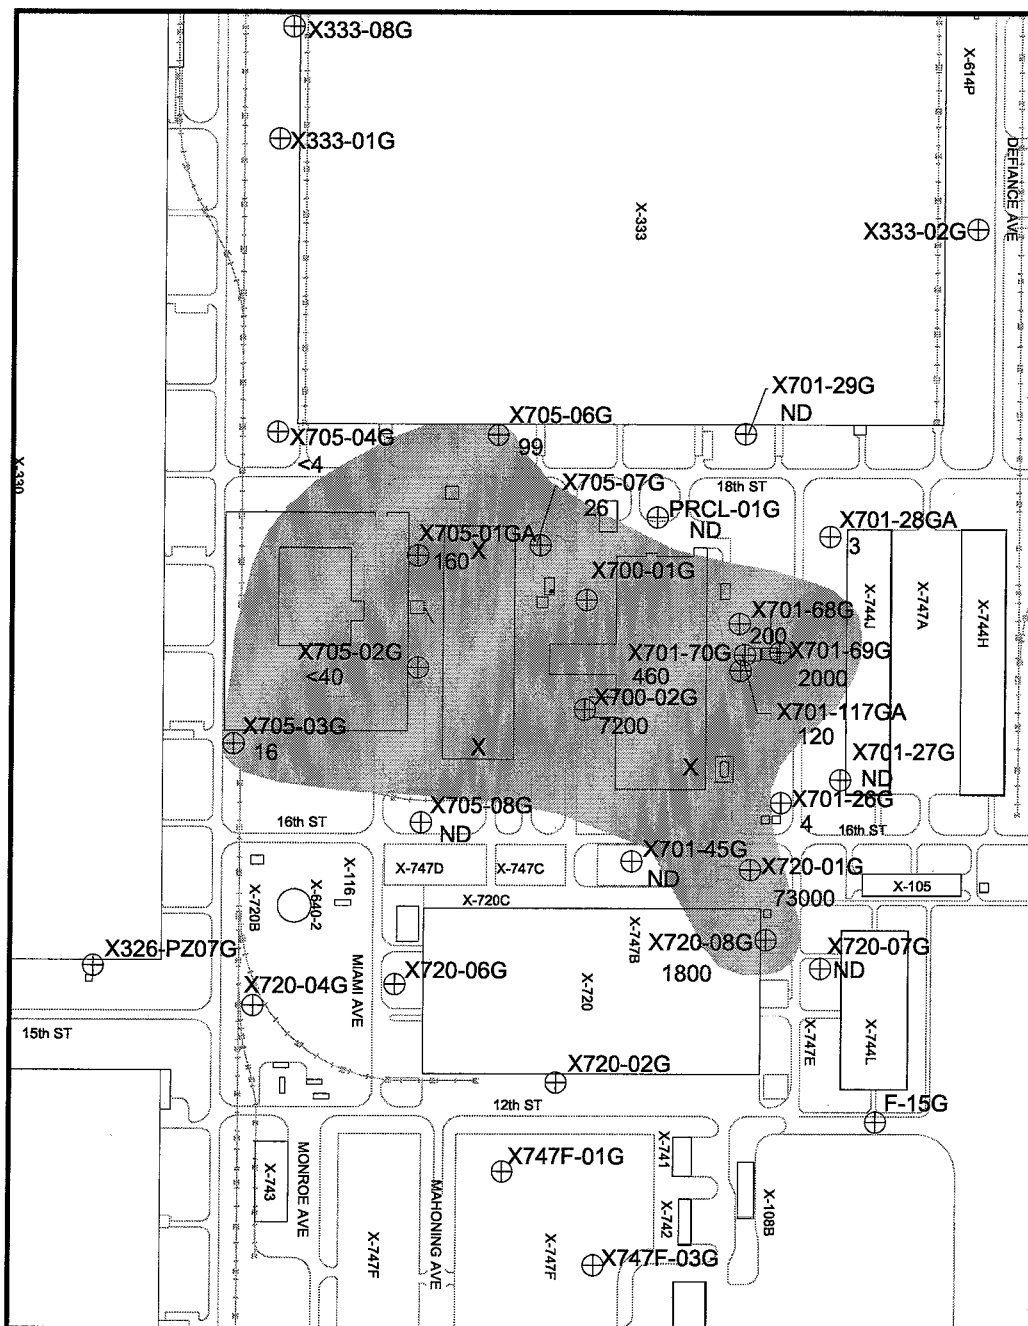 X333-08G
X-614P
X333-01G
DEFIANCE AVE
X-333
X333-02G
X701-29G
ND
X705-06G
99
X705-04G
<4
X-330
X705-07G
26
18th ST
PRCL-01G
ND
X701-28GA
3
X705-01GA
160
X
X700-01G
X-744J
X-747A
X-744H
X701-68G
200
X705-02G
<40
X701-70G
460
X701-69G
2000
X700-02G
7200
X701-117GA
120
X705-03G
16
X
X
X701-27G
ND
X705-08G
ND
16th ST
X701-26G
4
16th ST
X701-45G
ND
X720-01G
73000
X-747D
X-747C
X-105
X-116
X-640-2
X-720B
X-720C
X-747B
X720-08G
1800
X720-07G
ND
X326-PZ07G
X720-06G
X720-04G
MIAMI AVE
X-720
15th ST
X-747E
X-744L
X720-02G
12th ST
F-15G
X747F-01G
X-741
X-743
MONROE AVE
X-747F
MAHONING AVE
X-747F
X-742
X-108B
X747F-03G